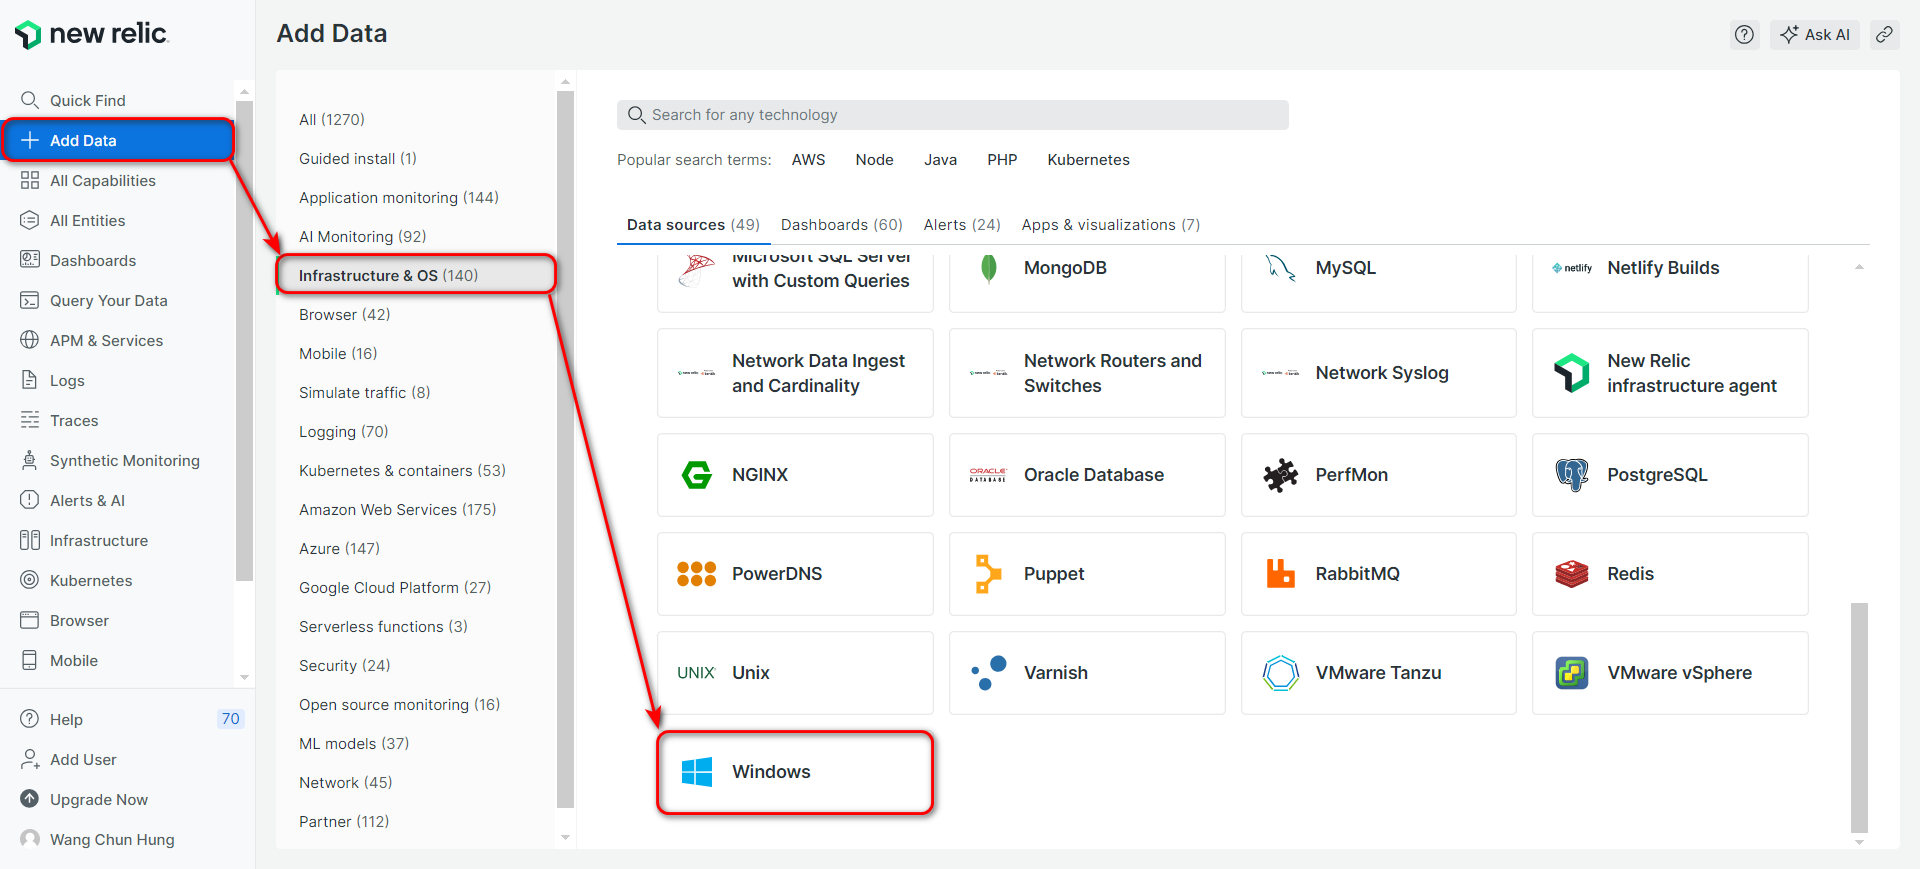 new relic
Quick Find
Add Data
All Capabilities
All Entities
Dashboards
Query Your Data
APM & Services
Logs
Traces
Synthetic Monitoring
Alerts & AI
Infrastructure
Kubernetes
Browser
Mobile
Help 70
Add User
Upgrade Now
Wang Chun Hung
Add Data
Ask AI
All (1270)
Guided install (1)
Application monitoring (144)
AI Monitoring (92)
Infrastructure & OS (140)
Browser (42)
Mobile (16)
Simulate traffic (8)
Logging (70)
Kubernetes & containers (53)
Amazon Web Services (175)
Azure (147)
Google Cloud Platform (27)
Serverless functions (3)
Security (24)
Open source monitoring (16)
ML models (37)
Network (45)
Partner (112)
Search for any technology
Popular search terms: AWS Node Java PHP Kubernetes
Data sources (49) Dashboards (60) Alerts (24) Apps & visualizations (7)
Microsoft SQL Server
with Custom Queries
MongoDB
MySQL
netlify
Netlify Builds
Network Data Ingest
and Cardinality
Network Routers and
Switches
Network Syslog
New Relic
infrastructure agent
NGINX
ORACLE
DATABASE
Oracle Database
PerfMon
PostgreSQL
PowerDNS
Puppet
RabbitMQ
Redis
UNIX
Unix
Varnish
VMware Tanzu
VMware vSphere
Windows